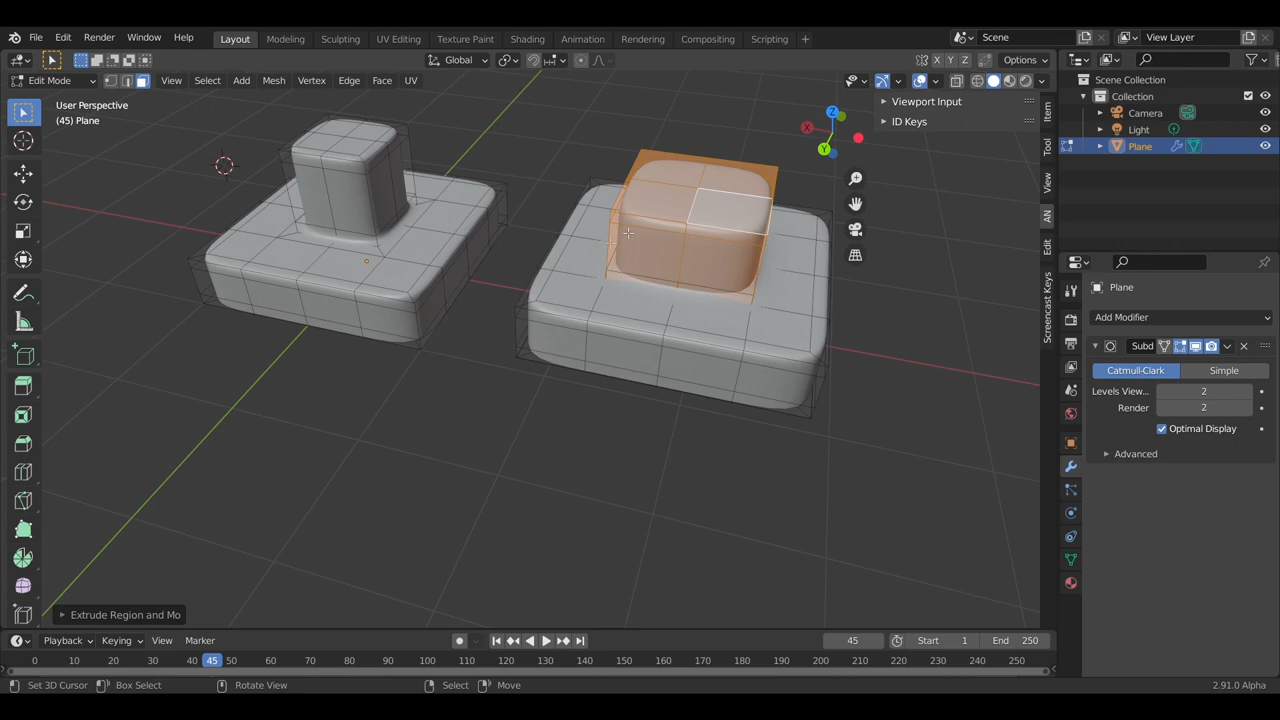 File Edit Render Window Help Layout Modeling Sculpting UV Editing Texture Paint Shading Animation Rendering Compositing Scripting + Scene View Layer
Global X Y Z Options
Edit Mode View Select Add Mesh Vertex Edge Face UV
User Perspective
(45) Plane
X
Y
Z
Viewport Input
ID Keys
Item
Tool
View
AN
Edit
Screencast Keys
Scene Collection
Collection
Camera
Light
Plane
Plane
Add Modifier
Subd
Catmull-Clark Simple
Levels View... 2
Render 2
Optimal Display
Advanced
Extrude Region and Mo
Playback Keying View Marker 45 Start 1 End 250
0 10 20 30 40 45 50 60 70 80 90 100 110 120 130 140 150 160 170 180 190 200 210 220 230 240 250
Set 3D Cursor Box Select Rotate View Select Move 2.91.0 Alpha